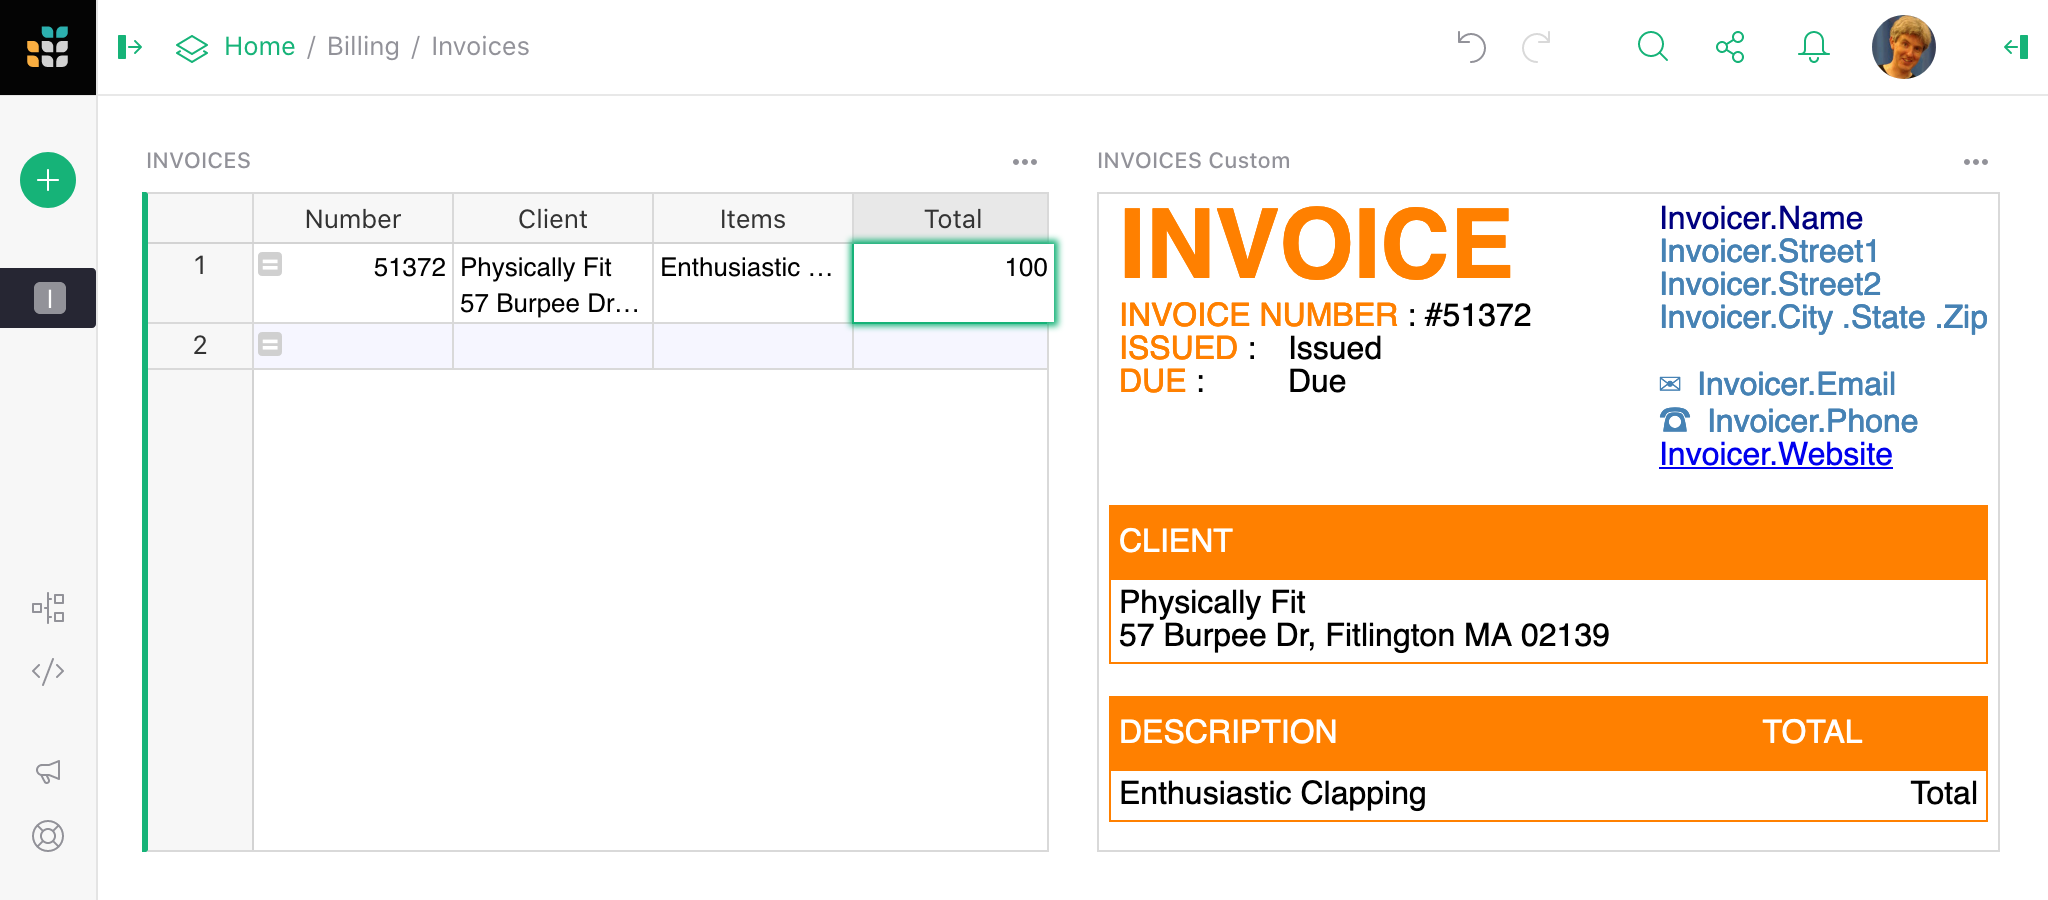 Home / Billing / Invoices
INVOICES
Number Client Items Total
1 51372 Physically Fit Enthusiastic ... 100
57 Burpee Dr...
2
I
INVOICES Custom
INVOICE
INVOICE NUMBER : #51372
ISSUED : Issued
DUE : Due
Invoicer.Name
Invoicer.Street1
Invoicer.Street2
Invoicer.City .State .Zip
✉ Invoicer.Email
☎ Invoicer.Phone
Invoicer.Website
CLIENT
Physically Fit
57 Burpee Dr, Fitlington MA 02139
DESCRIPTION TOTAL
Enthusiastic Clapping Total